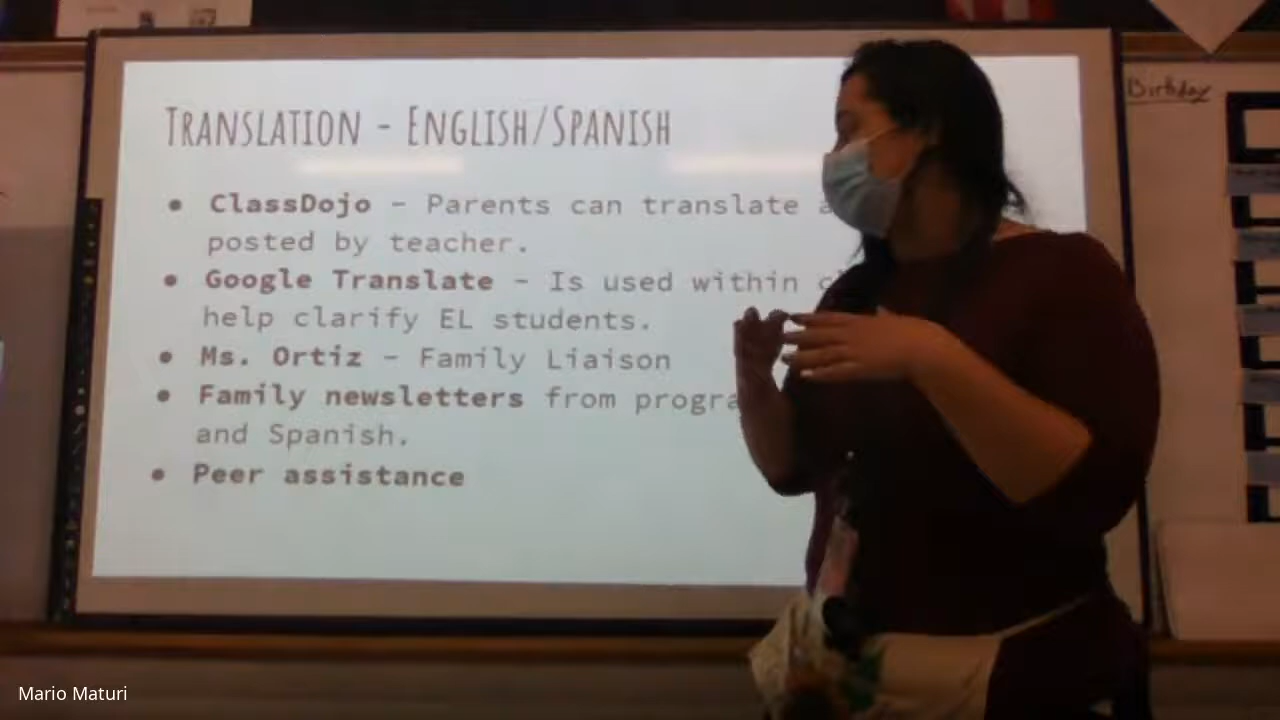 TRANSLATION - ENGLISH/SPANISH
Birthday
• ClassDojo - Parents can translate
posted by teacher.
• Google Translate - Is used within
help clarify EL students.
• Ms. Ortiz - Family Liaison
• Family newsletters from
and Spanish.
• Peer assistance
Mario Maturi